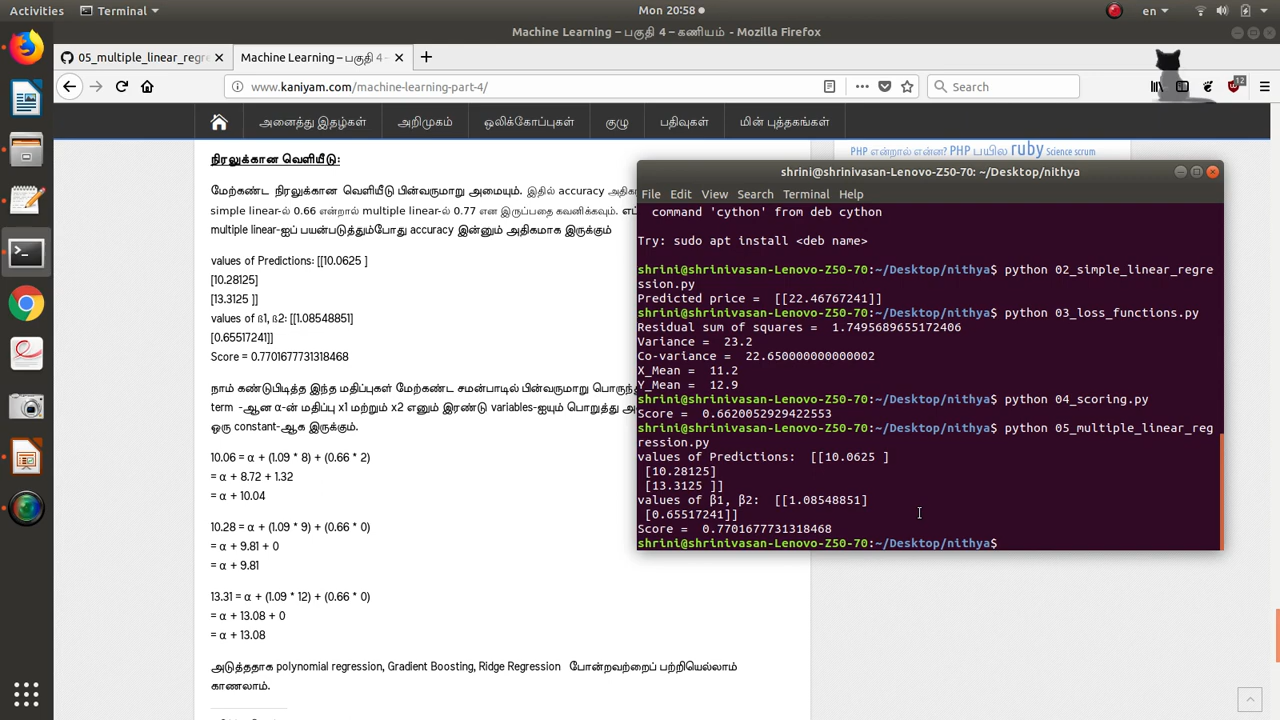 Activities
Terminal
Mon 20:58
en
Machine Learning – பகுதி 4 – கணியம் - Mozilla Firefox
05_multiple_linear_regre
Machine Learning – பகுதி 4 –
www.kaniyam.com/machine-learning-part-4/
Search
12
அனைத்து இதழ்கள்
அறிமுகம்
ஒலிக்கோப்புகள்
குழு
பதிவுகள்
மின் புத்தகங்கள்
நிரலுக்கான வெளியீடு:
மேற்கண்ட நிரலுக்கான வெளியீடு பின்வருமாறு அமையும். இதில் accuracy
simple linear-ல் 0.66 என்றால் multiple linear-ல் 0.77 என இருப்பதை கவனிக்கவும்.
multiple linear-ஐப் பயன்படுத்தும்போது accuracy இன்னும் அதிகமாக இருக்கும்
values of Predictions: [[10.0625 ]
[10.28125]
[13.3125 ]]
values of ß1, ß2: [[1.08548851]
[0.65517241]]
Score = 0.7701677731318468
நாம் கண்டுபிடித்த இந்த மதிப்புகள் மேற்கண்ட சமன்பாட்டில் பின்வருமாறு
term -ஆன α-ன் மதிப்பு x1 மற்றும் x2 எனும் இரண்டு variables-ஐயும் பொறுத்து
ஒரு constant-ஆக இருக்கும்.
10.06 = α + (1.09 * 8) + (0.66 * 2)
= α + 8.72 + 1.32
= α + 10.04
10.28 = α + (1.09 * 9) + (0.66 * 0)
= α + 9.81 + 0
= α + 9.81
13.31 = α + (1.09 * 12) + (0.66 * 0)
= α + 13.08 + 0
= α + 13.08
அடுத்ததாக polynomial regression, Gradient Boosting, Ridge Regression போன்றவற்றைப் பற்றியெல்லாம்
காணலாம்.
PHP என்றால் என்ன? PHP பயில ruby Science scrum
shrini@shrinivasan-Lenovo-Z50-70: ~/Desktop/nithya
File Edit View Search Terminal Help
command 'cython' from deb cython
Try: sudo apt install <deb name>
shrini@shrinivasan-Lenovo-Z50-70:~/Desktop/nithya$ python 02_simple_linear_regre
ssion.py
Predicted price =  [[22.46767241]]
shrini@shrinivasan-Lenovo-Z50-70:~/Desktop/nithya$ python 03_loss_functions.py
Residual sum of squares =  1.7495689655172406
Variance =  23.2
Co-variance =  22.650000000000002
X_Mean =  11.2
Y_Mean =  12.9
shrini@shrinivasan-Lenovo-Z50-70:~/Desktop/nithya$ python 04_scoring.py
Score =  0.6620052929422553
shrini@shrinivasan-Lenovo-Z50-70:~/Desktop/nithya$ python 05_multiple_linear_reg
ression.py
values of Predictions:  [[10.0625 ]
[10.28125]
[13.3125 ]]
values of β1, β2:  [[1.08548851]
[0.65517241]]
Score =  0.7701677731318468
shrini@shrinivasan-Lenovo-Z50-70:~/Desktop/nithya$